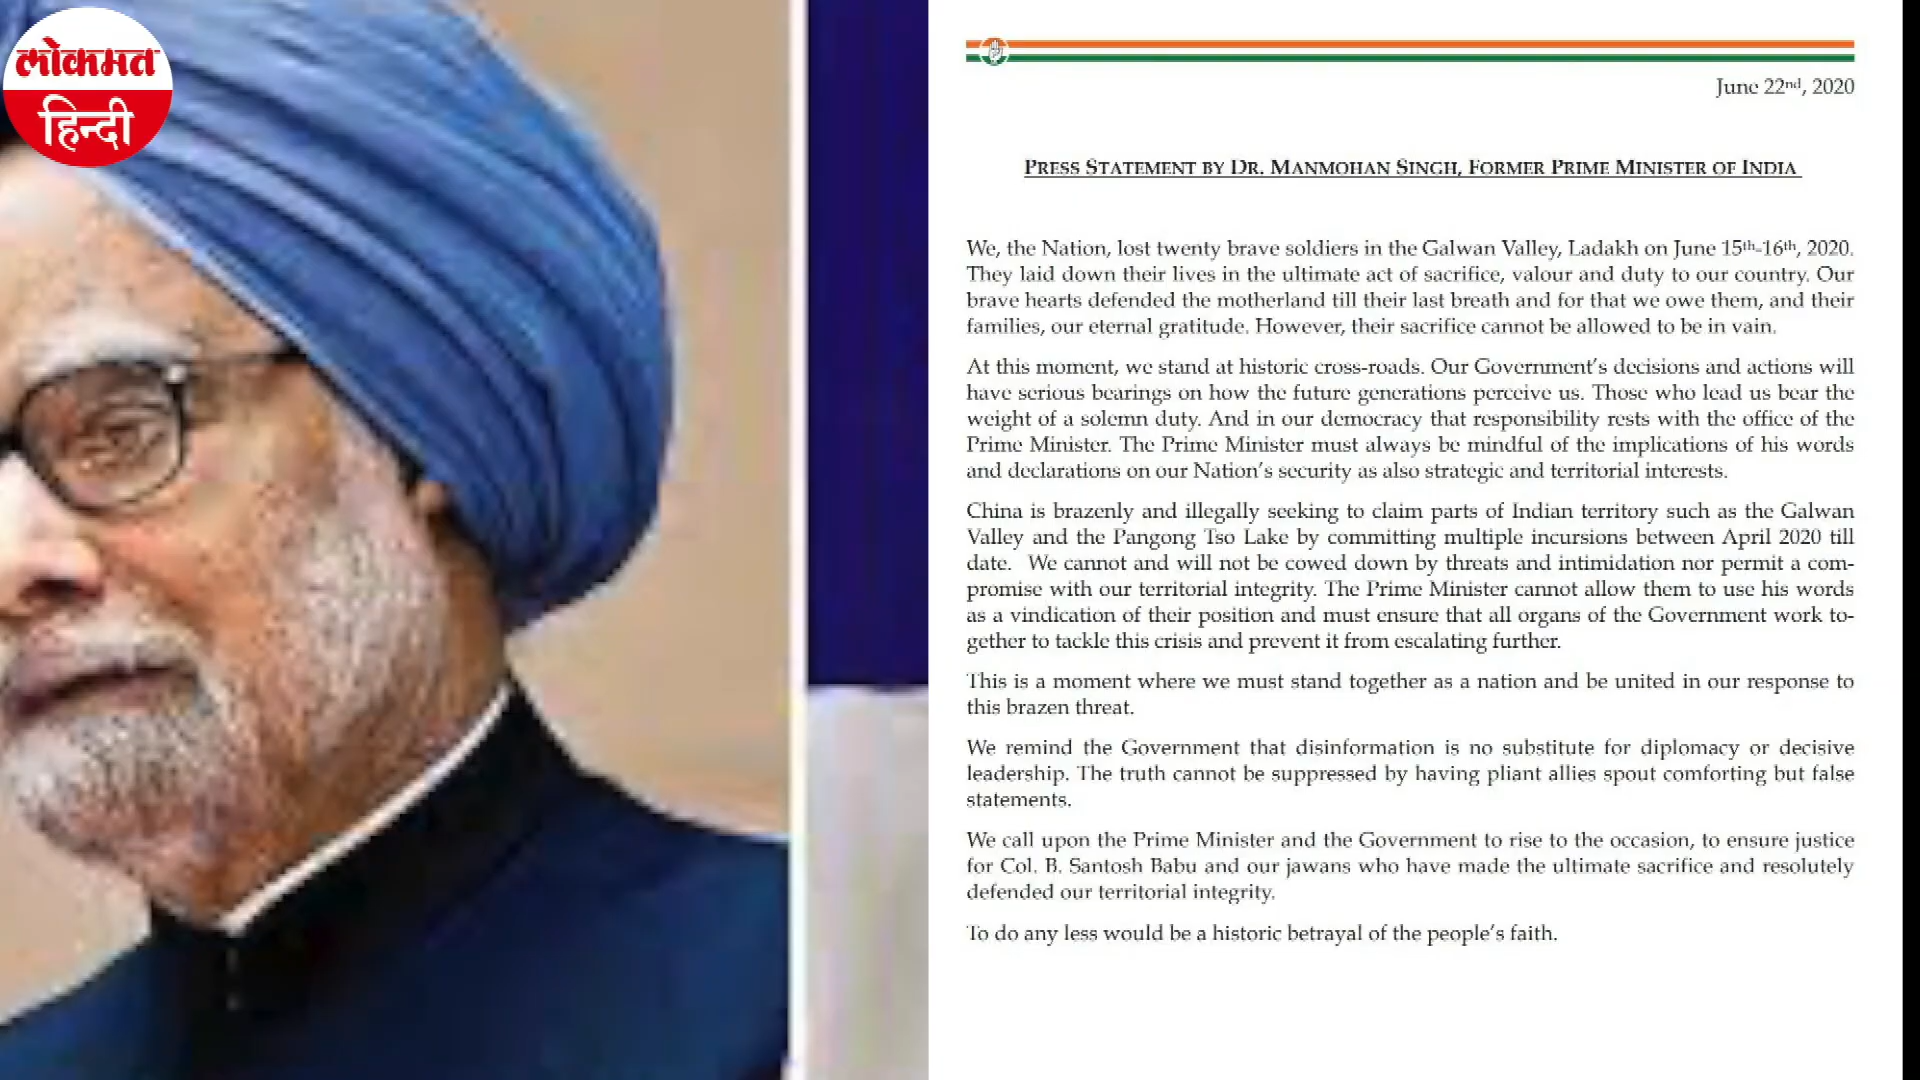 लोकमत
हिन्दी
June 22nd, 2020
PRESS STATEMENT BY DR. MANMOHAN SINGH, FORMER PRIME MINISTER OF INDIA
We, the Nation, lost twenty brave soldiers in the Galwan Valley, Ladakh on June 15th-16th, 2020.
They laid down their lives in the ultimate act of sacrifice, valour and duty to our country. Our
brave hearts defended the motherland till their last breath and for that we owe them, and their
families, our eternal gratitude. However, their sacrifice cannot be allowed to be in vain.
At this moment, we stand at historic cross-roads. Our Government’s decisions and actions will
have serious bearings on how the future generations perceive us. Those who lead us bear the
weight of a solemn duty. And in our democracy that responsibility rests with the office of the
Prime Minister. The Prime Minister must always be mindful of the implications of his words
and declarations on our Nation’s security as also strategic and territorial interests.
China is brazenly and illegally seeking to claim parts of Indian territory such as the Galwan
Valley and the Pangong Tso Lake by committing multiple incursions between April 2020 till
date. We cannot and will not be cowed down by threats and intimidation nor permit a com-
promise with our territorial integrity. The Prime Minister cannot allow them to use his words
as a vindication of their position and must ensure that all organs of the Government work to-
gether to tackle this crisis and prevent it from escalating further.
This is a moment where we must stand together as a nation and be united in our response to
this brazen threat.
We remind the Government that disinformation is no substitute for diplomacy or decisive
leadership. The truth cannot be suppressed by having pliant allies spout comforting but false
statements.
We call upon the Prime Minister and the Government to rise to the occasion, to ensure justice
for Col. B. Santosh Babu and our jawans who have made the ultimate sacrifice and resolutely
defended our territorial integrity.
To do any less would be a historic betrayal of the people’s faith.